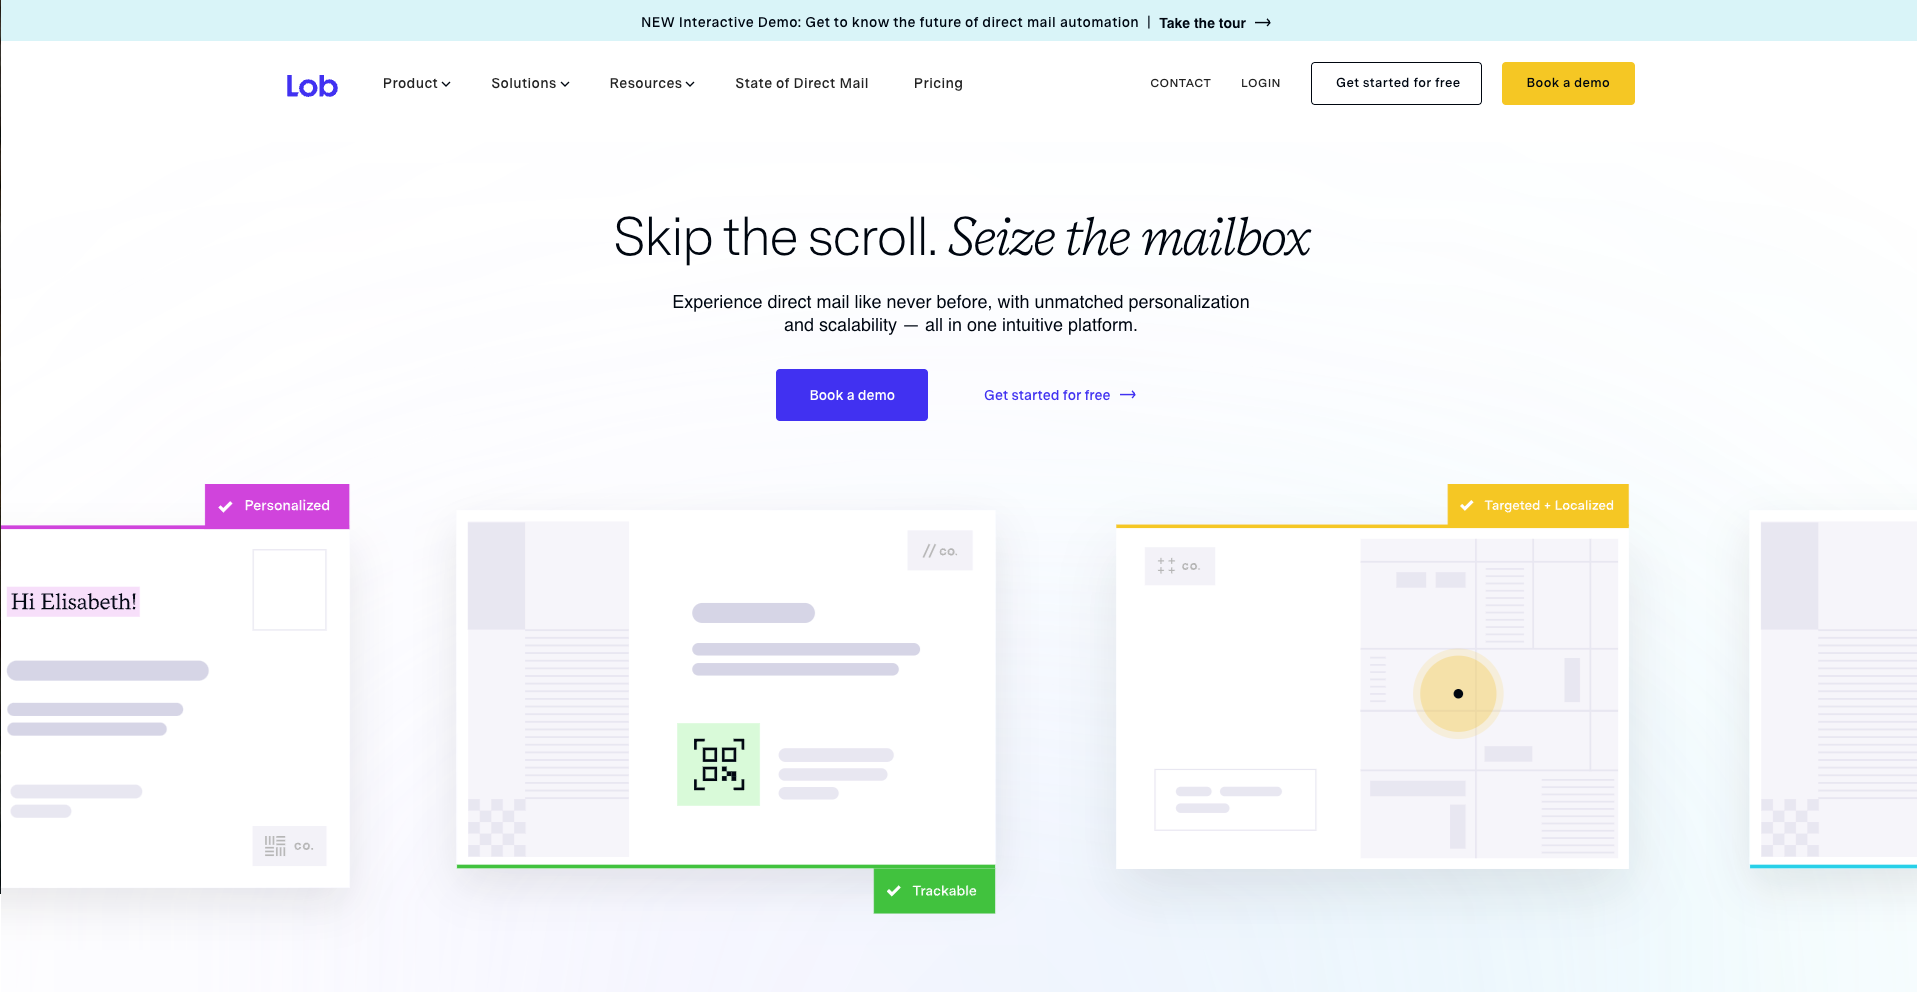 NEW Interactive Demo: Get to know the future of direct mail automation | Take the tour →
Lob
Product
Solutions
Resources
State of Direct Mail
Pricing
CONTACT
LOGIN
Get started for free
Book a demo
Skip the scroll. Seize the mailbox
Experience direct mail like never before, with unmatched personalization
and scalability — all in one intuitive platform.
Book a demo
Get started for free →
Personalized
Hi Elisabeth!
co.
// co.
Trackable
Targeted + Localized
co.